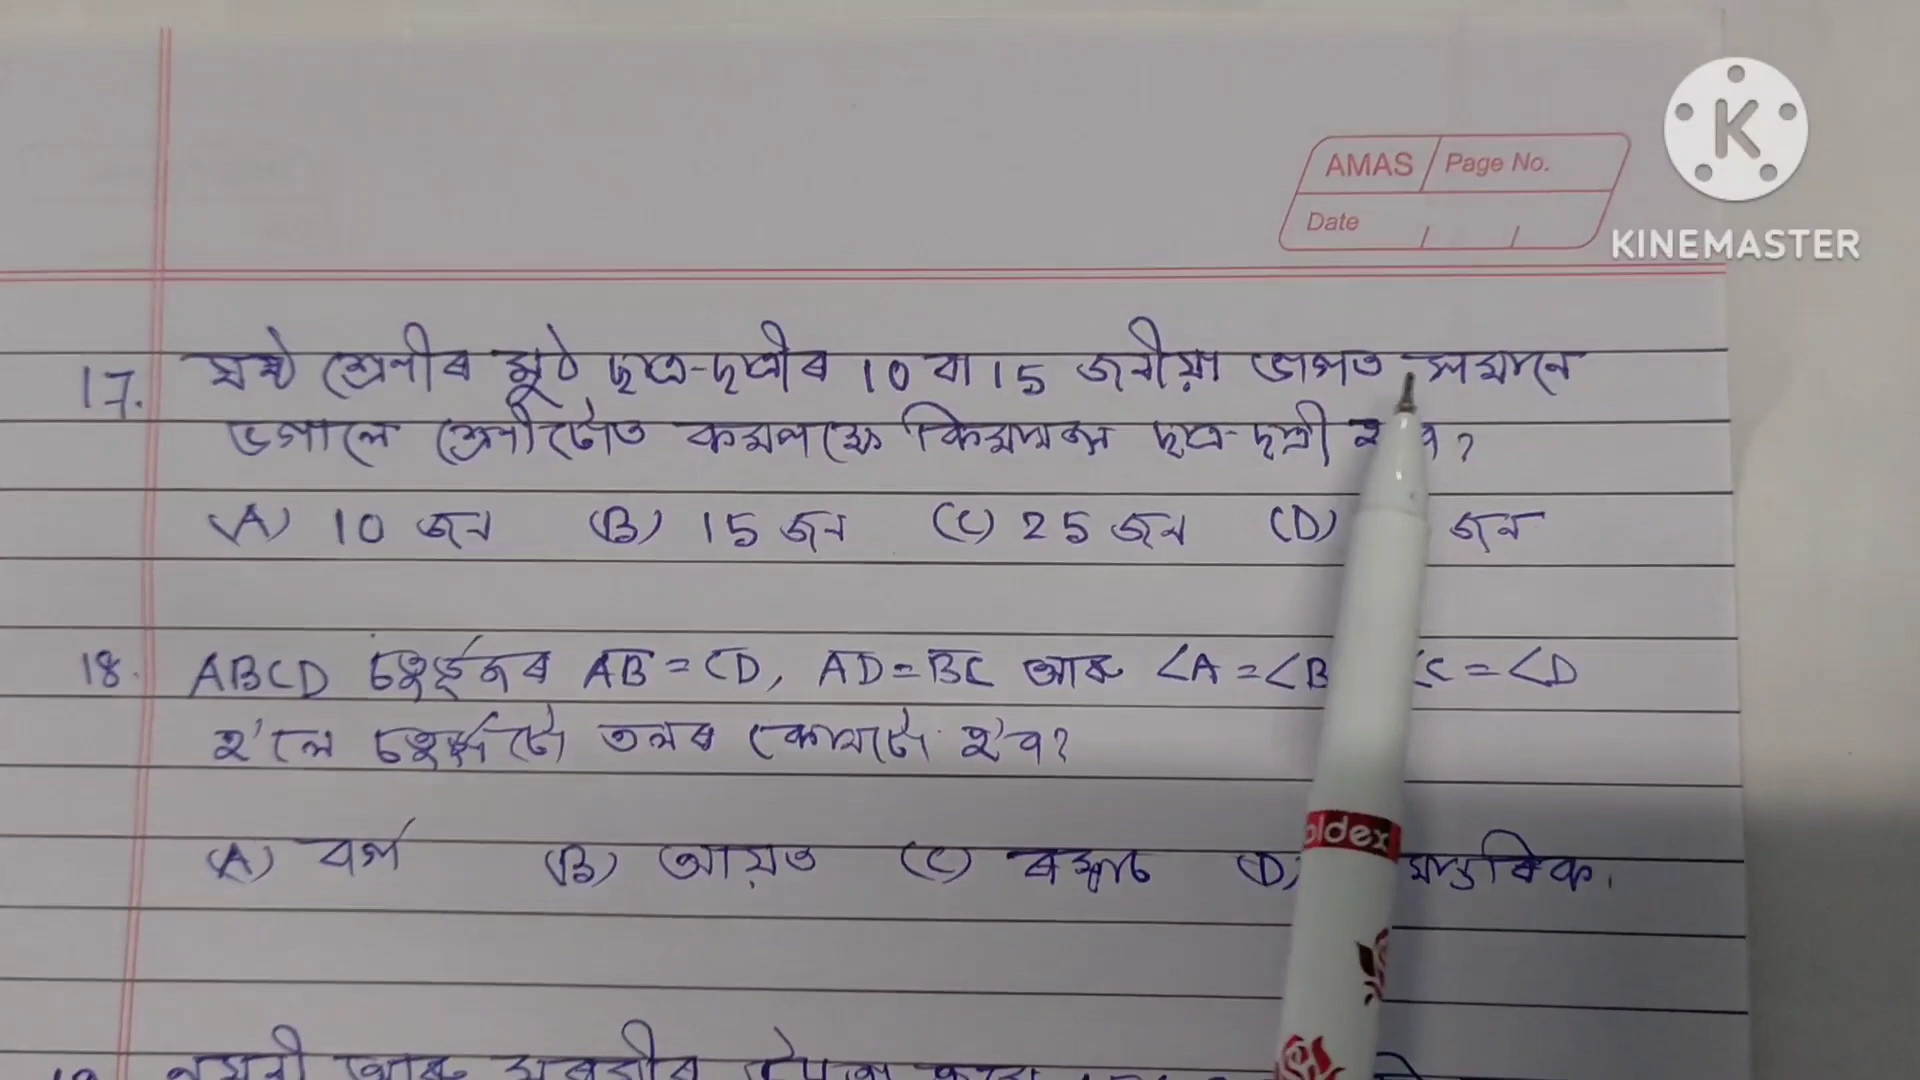 AMAS Page No.
Date / /
K
KINEMASTER
17. ষষ্ঠ শ্ৰেণীৰ মুঠ ছাত্ৰ-ছাত্ৰীৰ 10 বা 15 জনীয়া ভাগত সমানে
ভগালে শ্ৰেণীটোত কমপক্ষে কিমানজন ছাত্ৰ-ছাত্ৰী
(A) 10 জন (B) 15 জন (C) 25 জন (D) জন
18. ABCD চতুৰ্ভুজৰ AB = CD, AD = BC আৰু ∠A = ∠B C = ∠D
হ'লে চতুৰ্ভুজটো তলৰ কোনটো হ'ব?
(A) বৰ্গ (B) আয়ত (C) ৰম্বাচ (D)
oldex